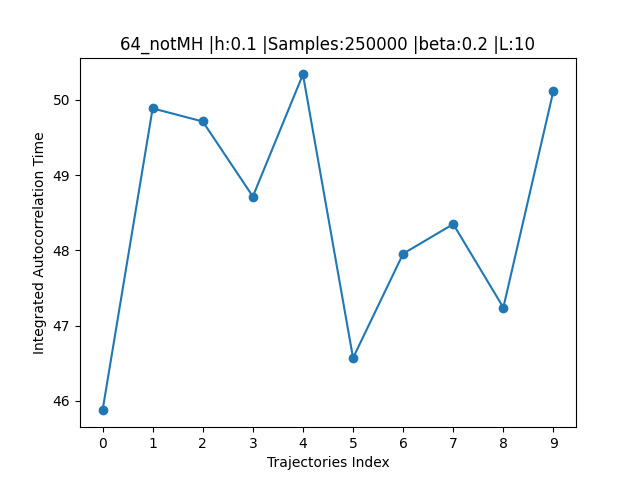 64_notMH |h:0.1 |Samples:250000 |beta:0.2 |L:10
50
49
48
47
46
Integrated Autocorrelation Time
0 1 2 3 4 5 6 7 8 9
Trajectories Index